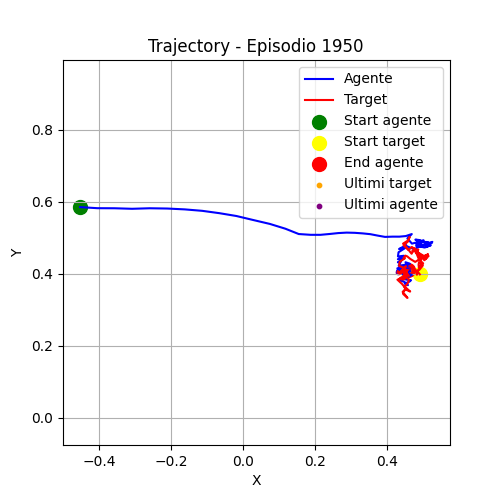 Trajectory - Episodio 1950
Agente
Target
Start agente
Start target
End agente
Ultimi target
Ultimi agente
0.8
0.6
0.4
0.2
0.0
Y
−0.4
−0.2
0.0
0.2
0.4
X